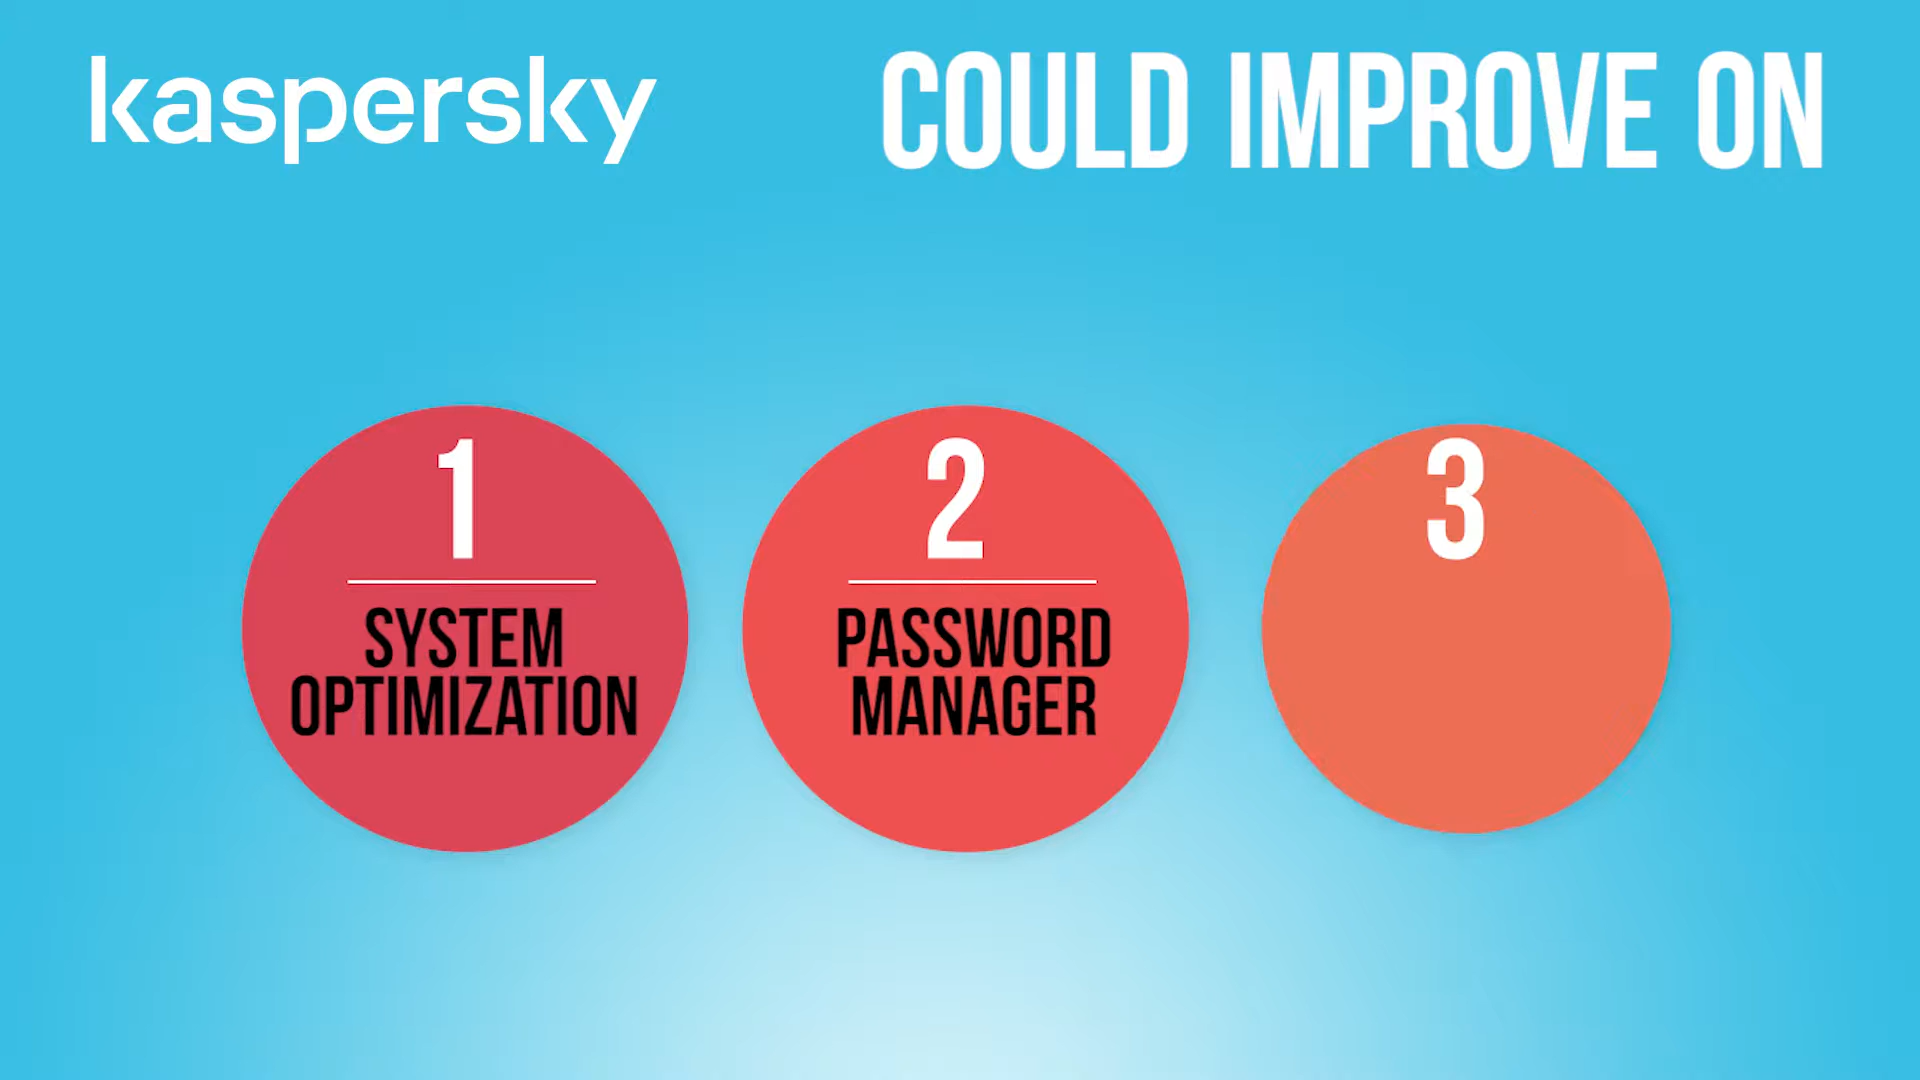 kaspersky
COULD IMPROVE ON
1
SYSTEM
OPTIMIZATION
2
PASSWORD
MANAGER
3